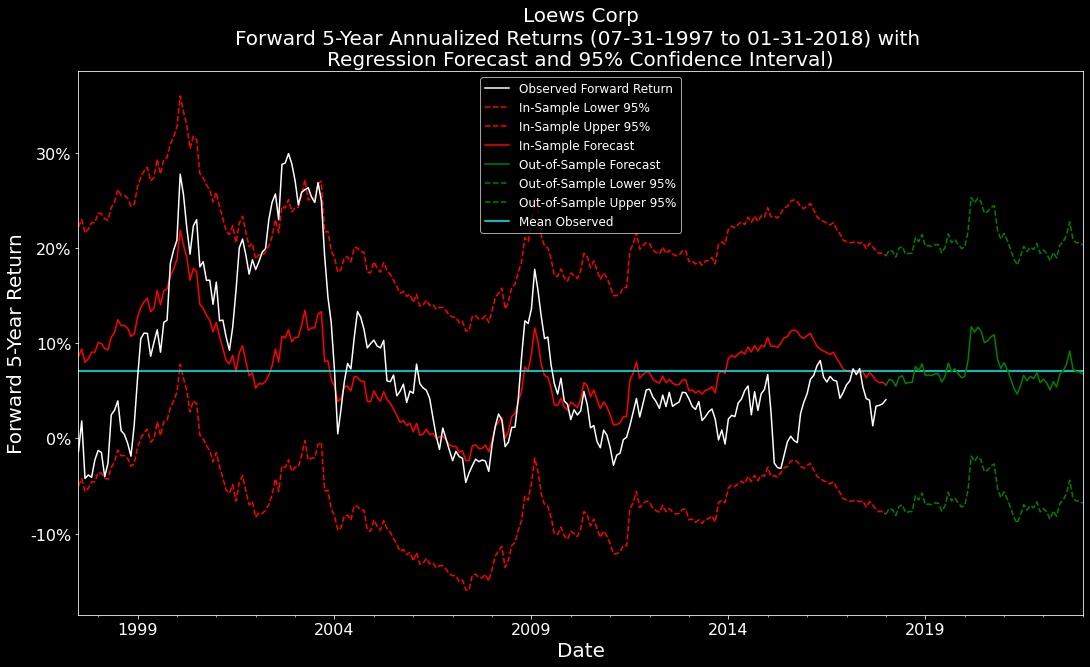 Loews Corp
Forward 5-Year Annualized Returns (07-31-1997 to 01-31-2018) with
Regression Forecast and 95% Confidence Interval)
Observed Forward Return
In-Sample Lower 95%
In-Sample Upper 95%
In-Sample Forecast
Out-of-Sample Forecast
Out-of-Sample Lower 95%
Out-of-Sample Upper 95%
Mean Observed
Forward 5-Year Return
30%
20%
10%
0%
-10%
1999
2004
2009
2014
2019
Date